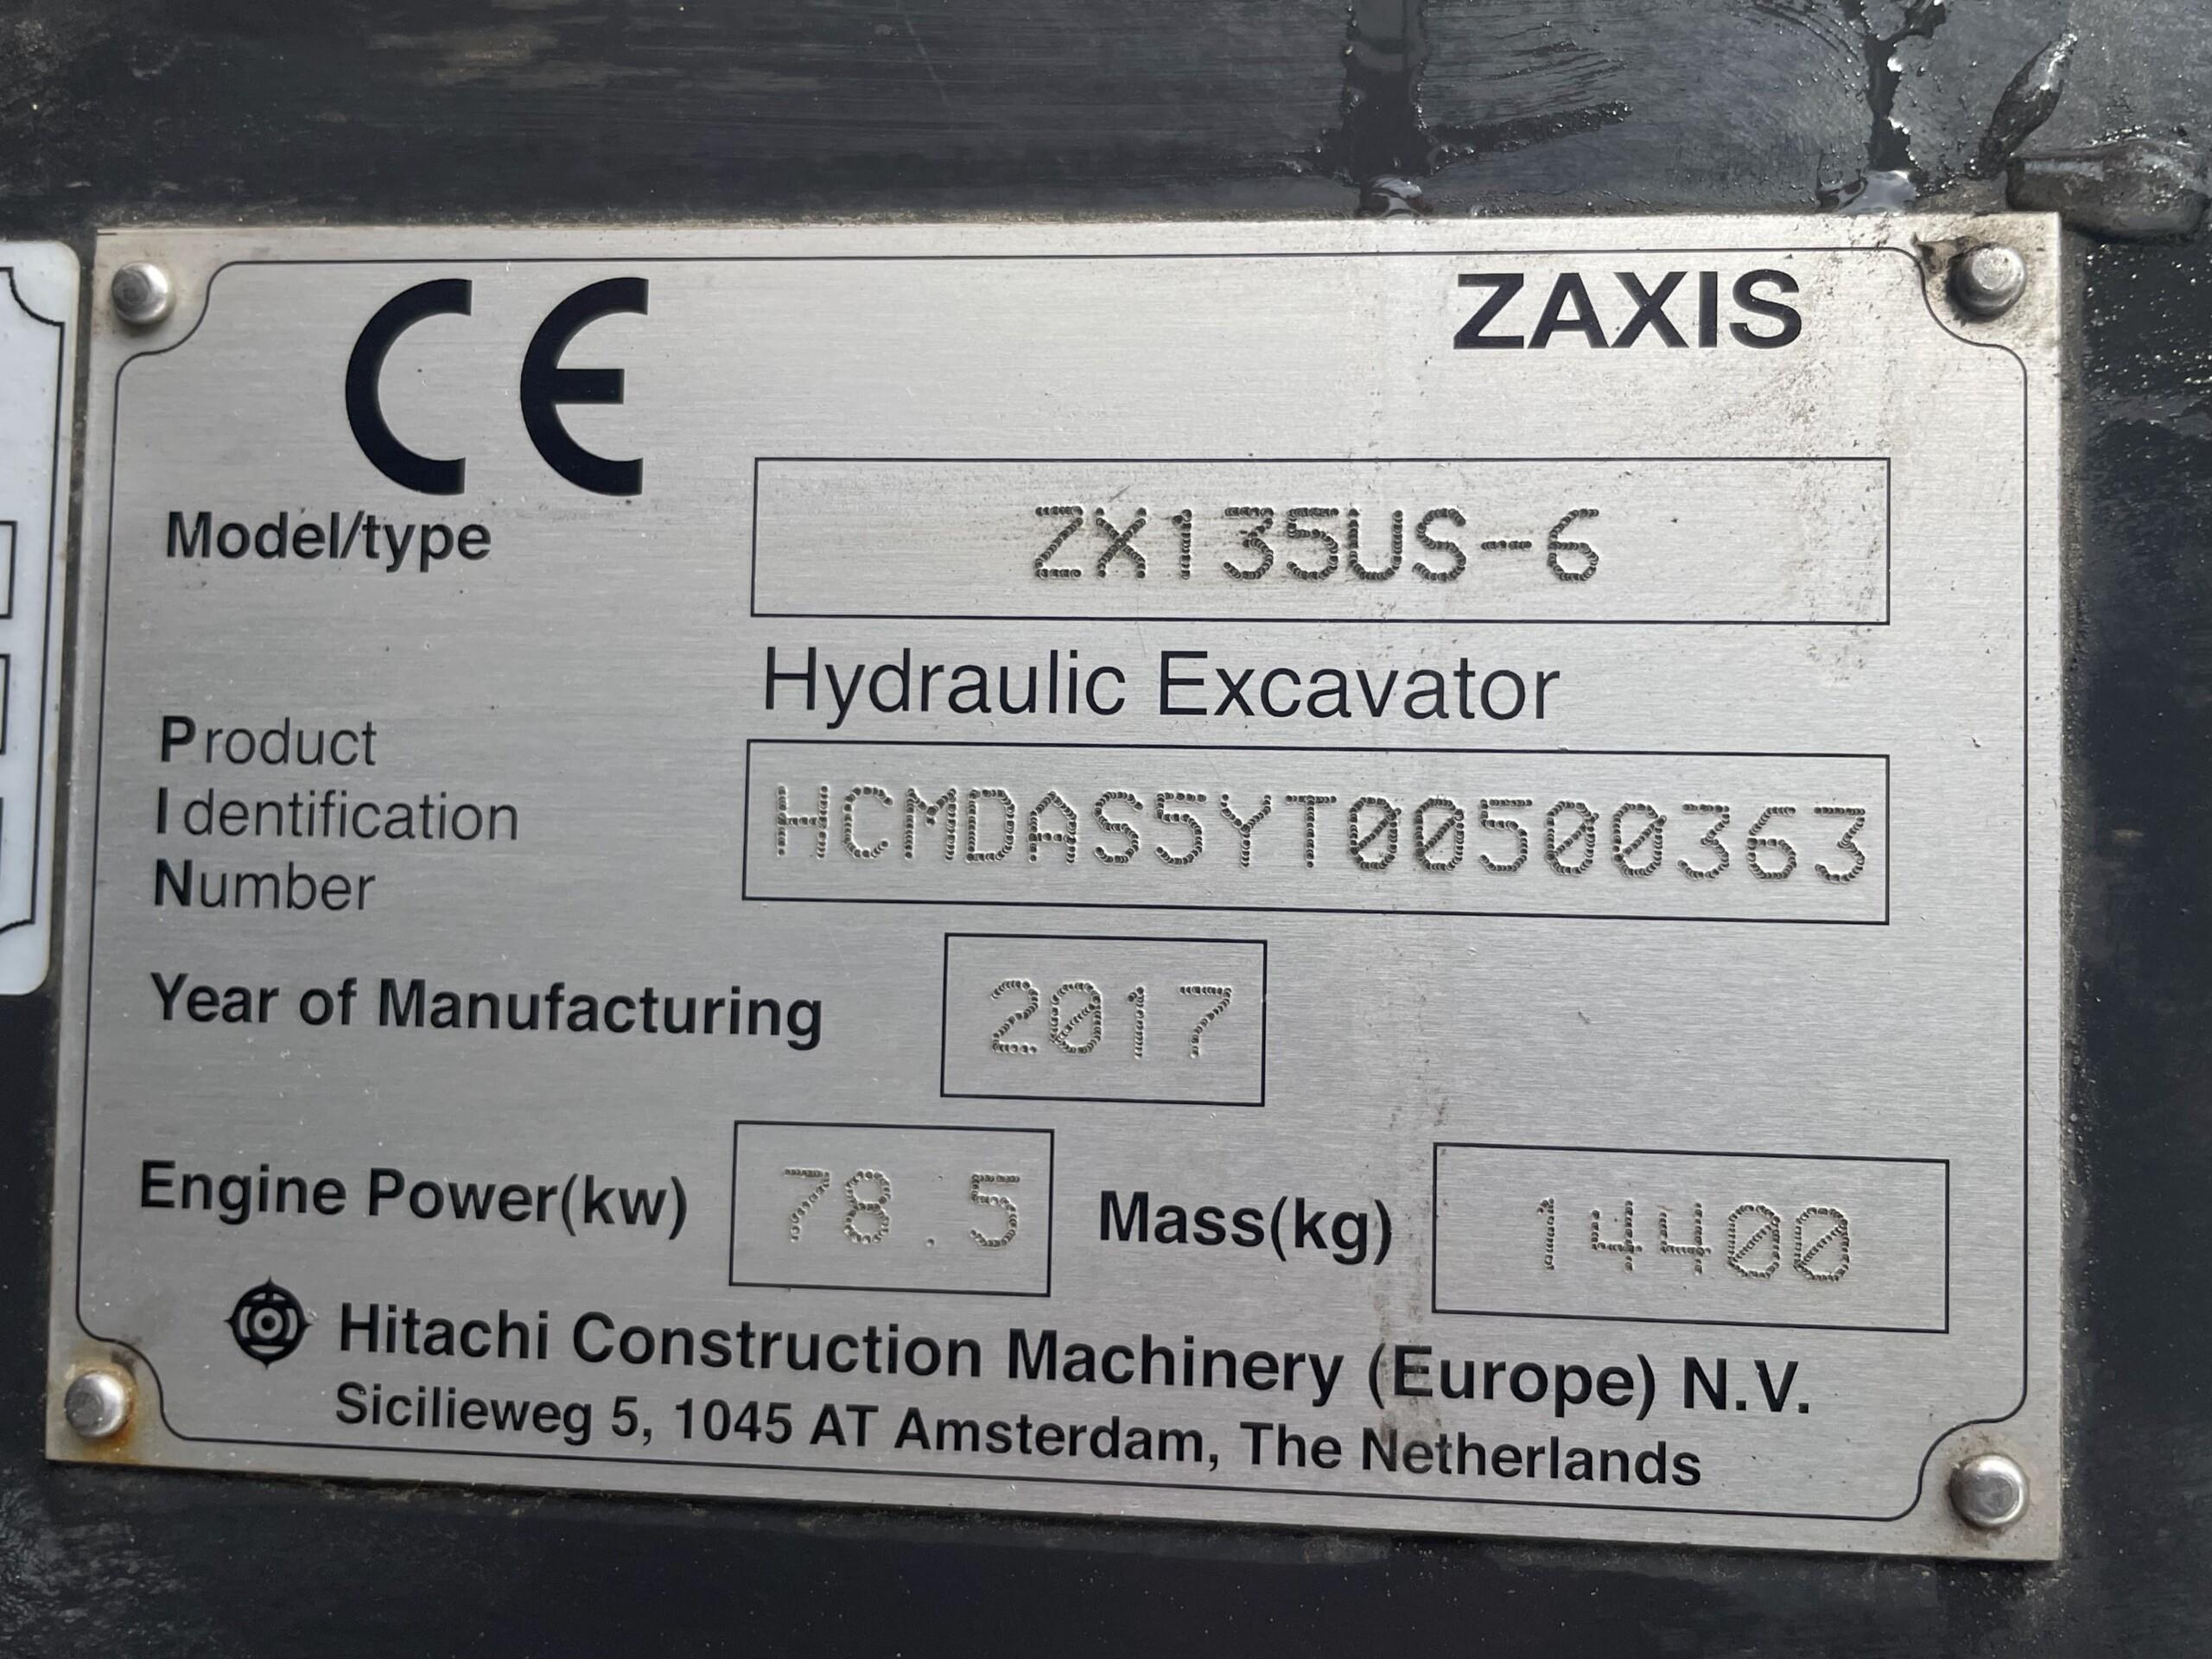 CE ZAXIS
Model/type ZX135US-6
Hydraulic Excavator
Product
Identification
Number
HCMDAS5YT00500363
Year of Manufacturing 2017
Engine Power(kw) 78.5 Mass(kg) 14400
Hitachi Construction Machinery (Europe) N.V.
Sicilieweg 5, 1045 AT Amsterdam, The Netherlands